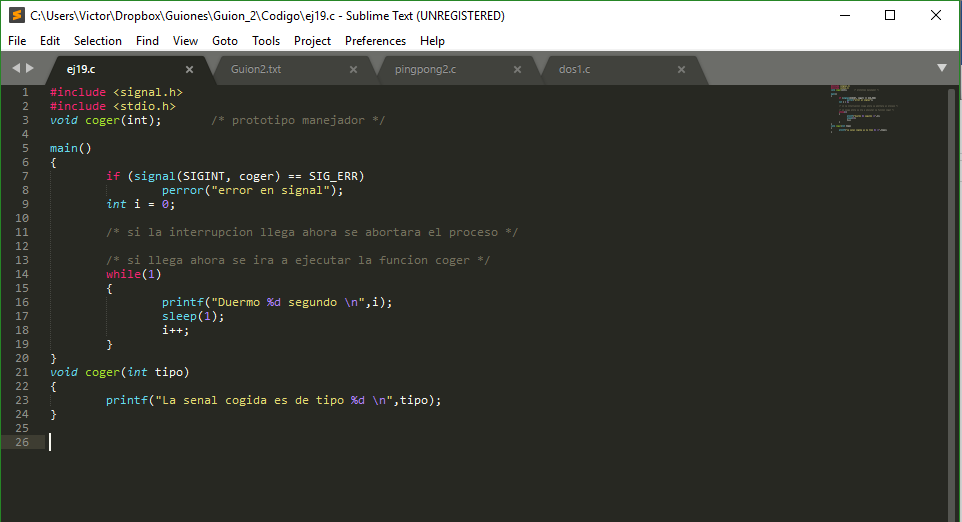 C:\Users\Victor\Dropbox\Guiones\Guion_2\Codigo\ej19.c - Sublime Text (UNREGISTERED)
File Edit Selection Find View Goto Tools Project Preferences Help
ej19.c × Guion2.txt × pingpong2.c × dos1.c ×
1 #include <signal.h>
2 #include <stdio.h>
3 void coger(int);       /* prototipo manejador */
4
5 main()
6 {
7         if (signal(SIGINT, coger) == SIG_ERR)
8                 perror("error en signal");
9         int i = 0;
10
11         /* si la interrupcion llega ahora se abortara el proceso */
12
13         /* si llega ahora se ira a ejecutar la funcion coger */
14         while(1)
15         {
16                 printf("Duermo %d segundo \n",i);
17                 sleep(1);
18                 i++;
19         }
20 }
21 void coger(int tipo)
22 {
23         printf("La senal cogida es de tipo %d \n",tipo);
24 }
25
26